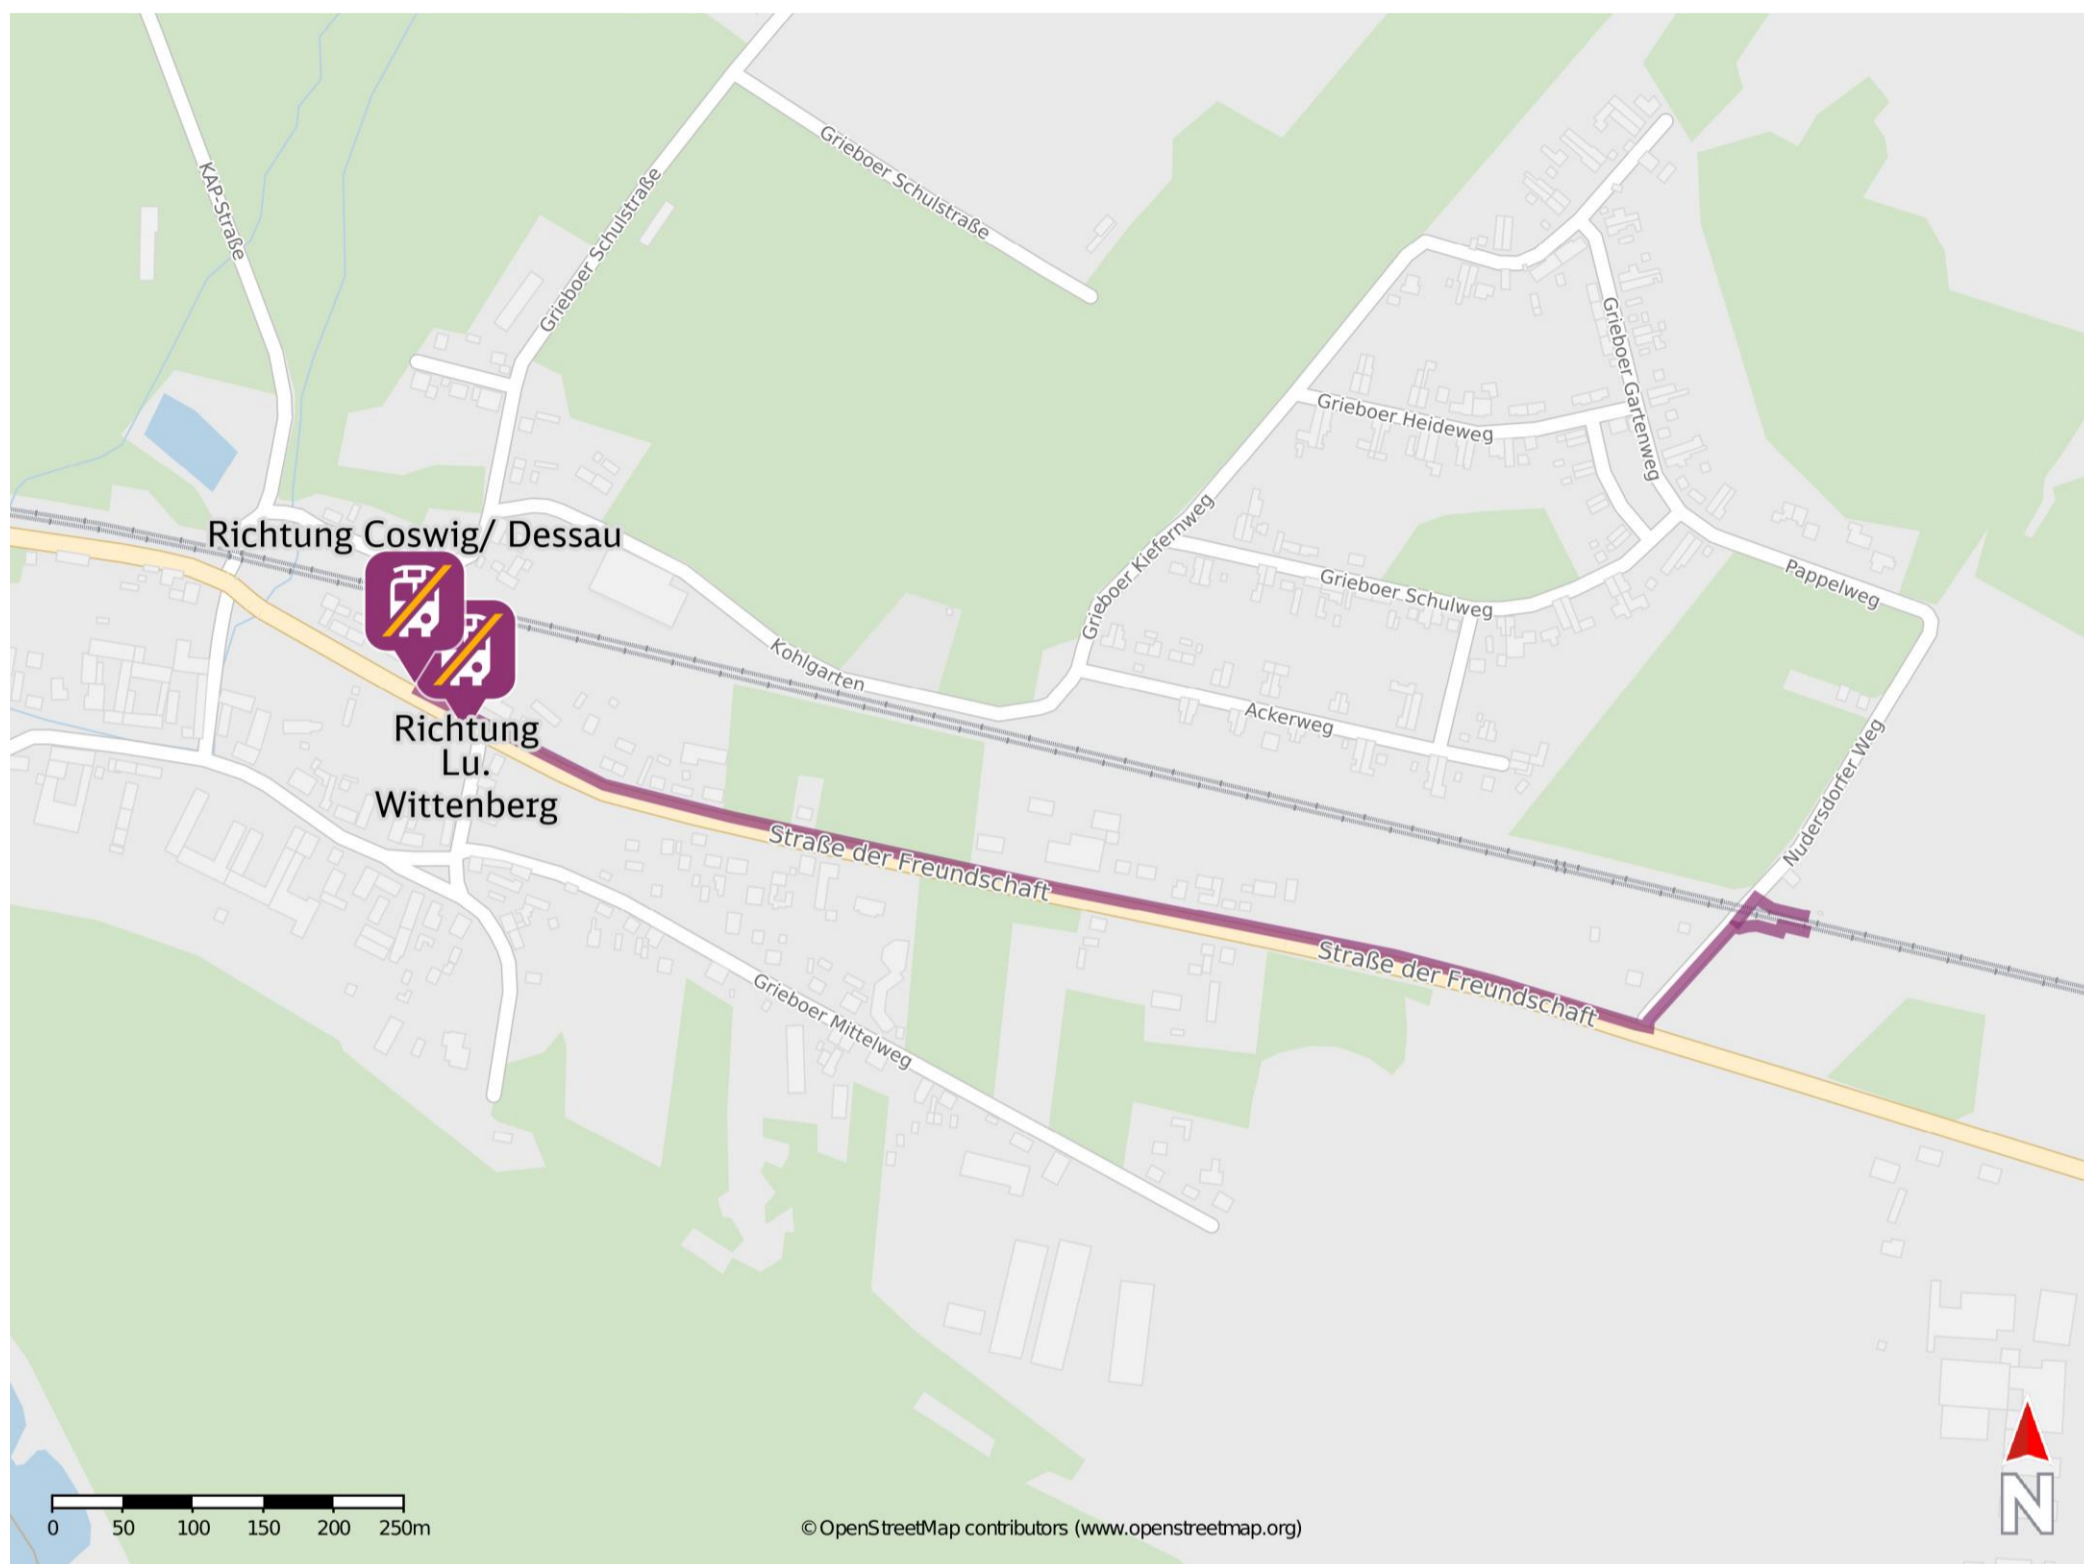 Grieboer Schulstraße
KAP-Straße
Grieboer Schulstraße
Grieboer Gartenweg
Grieboer Heideweg
Grieboer Kiefernweg
Richtung Coswig/ Dessau
Grieboer Schulweg
Pappelweg
Kohlgarten
Ackerweg
Nudersdorfer Weg
Richtung
Lu.
Wittenberg
Straße der Freundschaft
Straße der Freundschaft
Grieboer Mittelweg
N
0 50 100 150 200 250m
© OpenStreetMap contributors (www.openstreetmap.org)